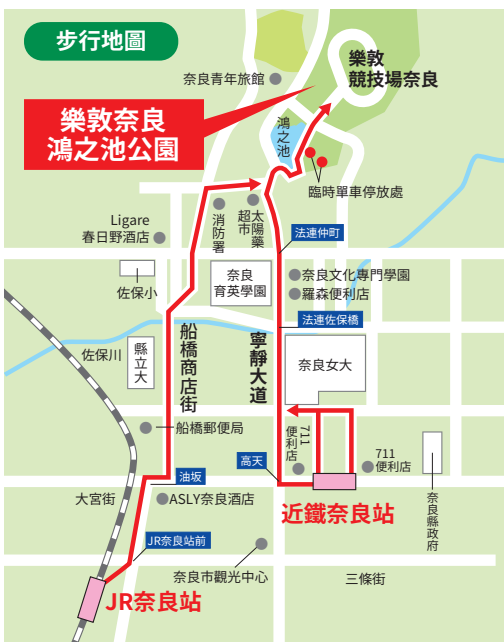 步行地圖
樂敦
競技場奈良
奈良青年旅館
樂敦奈良
鴻之池公園
鴻之池
臨時單車停放處
Ligare
春日野酒店
消防署
太陽藥
超市
法連仲町
佐保小
奈良
育英學園
奈良文化專門學園
羅森便利店
法連佐保橋
佐保川
縣立大
船橋商店街
寧靜大道
奈良女大
船橋郵便局
711
便利店
高天
711
便利店
油坂
大宮街
ASLY奈良酒店
近鐵奈良站
奈良縣政府
JR奈良站前
奈良市觀光中心
三條街
JR奈良站